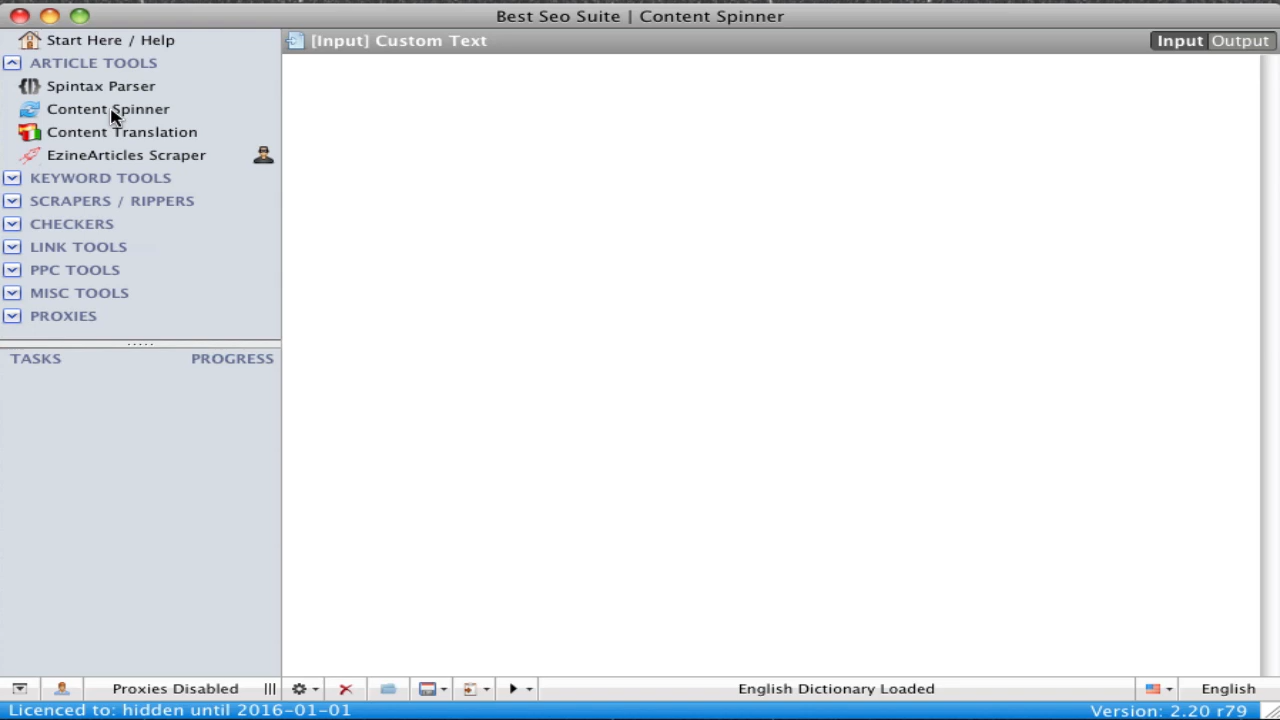 Best Seo Suite | Content Spinner
Start Here / Help
[Input] Custom Text
Input Output
ARTICLE TOOLS
Spintax Parser
Content Spinner
Content Translation
EzineArticles Scraper
KEYWORD TOOLS
SCRAPERS / RIPPERS
CHECKERS
LINK TOOLS
PPC TOOLS
MISC TOOLS
PROXIES
TASKS PROGRESS
Proxies Disabled
English Dictionary Loaded
English
Licenced to: hidden until 2016-01-01
Version: 2.20 r79